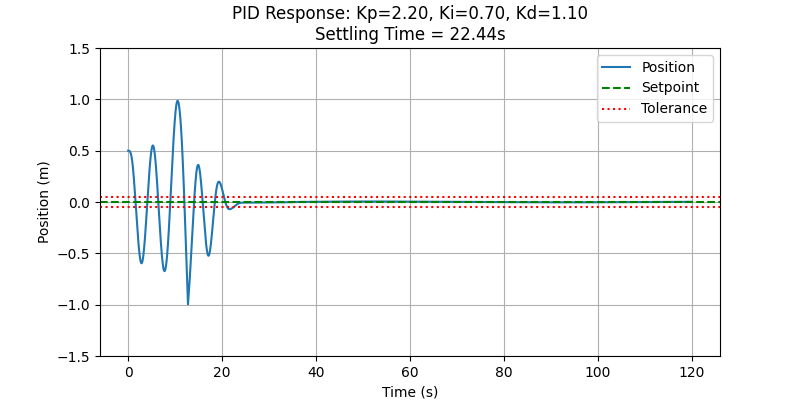 PID Response: Kp=2.20, Ki=0.70, Kd=1.10
Settling Time = 22.44s
1.5
1.0
0.5
0.0
−0.5
−1.0
−1.5
Position (m)
Position
Setpoint
Tolerance
0
20
40
60
80
100
120
Time (s)